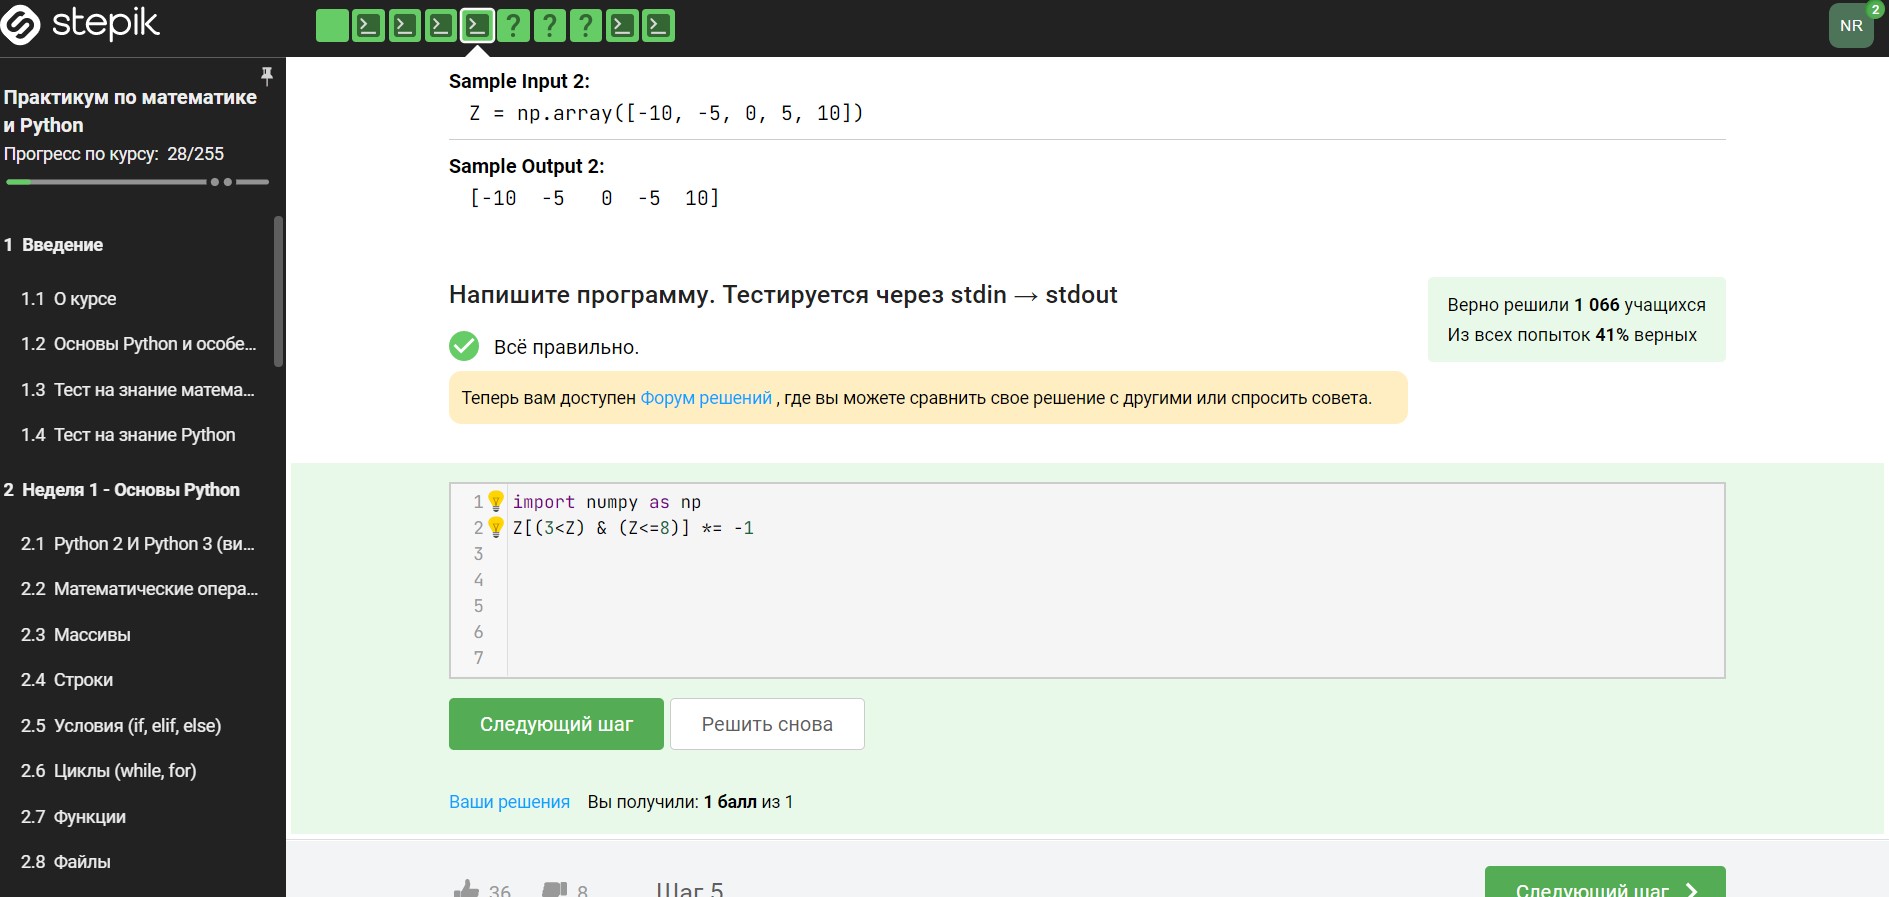 stepik
? ? ?
NR
2
Практикум по математике
и Python
Прогресс по курсу: 28/255
1 Введение
1.1 О курсе
1.2 Основы Python и особе...
1.3 Тест на знание матема...
1.4 Тест на знание Python
2 Неделя 1 - Основы Python
2.1 Python 2 И Python 3 (ви...
2.2 Математические опера...
2.3 Массивы
2.4 Строки
2.5 Условия (if, elif, else)
2.6 Циклы (while, for)
2.7 Функции
2.8 Файлы
Sample Input 2:
Z = np.array([-10, -5, 0, 5, 10])
Sample Output 2:
[-10 -5 0 -5 10]
Напишите программу. Тестируется через stdin → stdout
Верно решили 1 066 учащихся
Из всех попыток 41% верных
Всё правильно.
Теперь вам доступен Форум решений , где вы можете сравнить свое решение с другими или спросить совета.
1 import numpy as np
2 Z[(3<Z) & (Z<=8)] *= -1
3
4
5
6
7
Следующий шаг
Решить снова
Ваши решения Вы получили: 1 балл из 1
36 8 Шаг 5
Следующий шаг